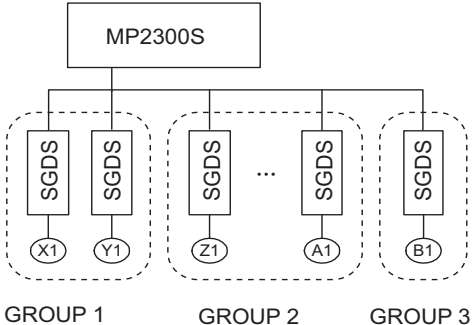 MP2300S
SGDS SGDS SGDS ... SGDS SGDS
X1 Y1 Z1 A1 B1
GROUP 1 GROUP 2 GROUP 3